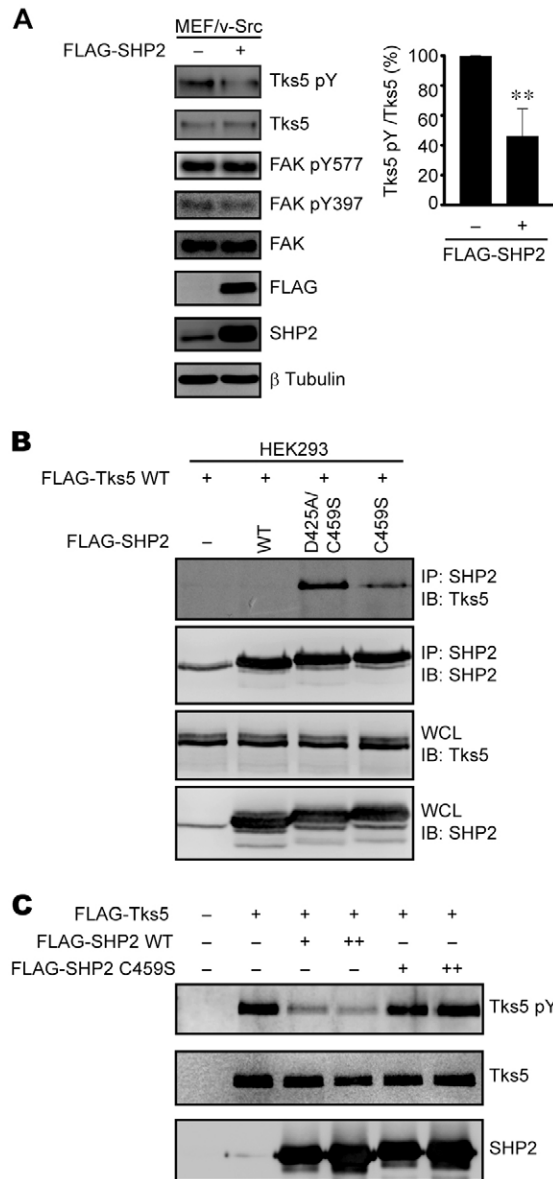 A
MEF/v-Src
FLAG-SHP2 – +
Tks5 pY
Tks5
FAK pY577
FAK pY397
FAK
FLAG
SHP2
β Tubulin
Tks5 pY /Tks5 (%)
100
80
60
40
20
0
**
– +
FLAG-SHP2
B
HEK293
FLAG-Tks5 WT + + + +
FLAG-SHP2 – WT D425A/C459S C459S
IP: SHP2
IB: Tks5
IP: SHP2
IB: SHP2
WCL
IB: Tks5
WCL
IB: SHP2
C
FLAG-Tks5 – + + + + +
FLAG-SHP2 WT – – + ++ – –
FLAG-SHP2 C459S – – – – + ++
Tks5 pY
Tks5
SHP2